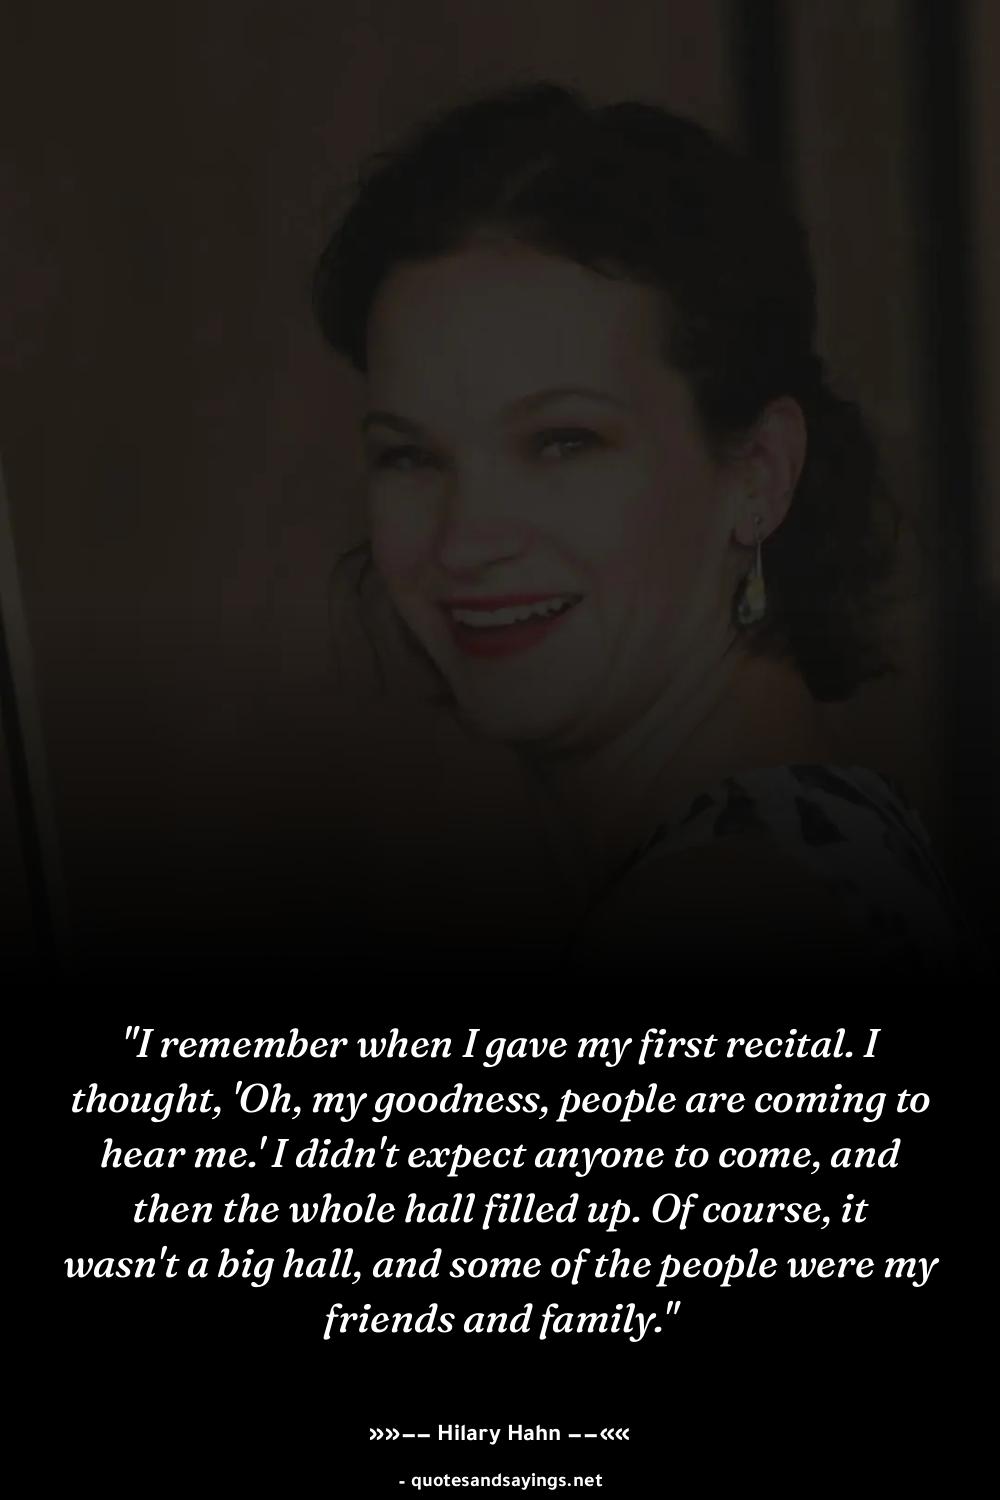 "I remember when I gave my first recital. I
thought, 'Oh, my goodness, people are coming to
hear me.' I didn't expect anyone to come, and
then the whole hall filled up. Of course, it
wasn't a big hall, and some of the people were my
friends and family."
»»—— Hilary Hahn ——««
- quotesandsayings.net